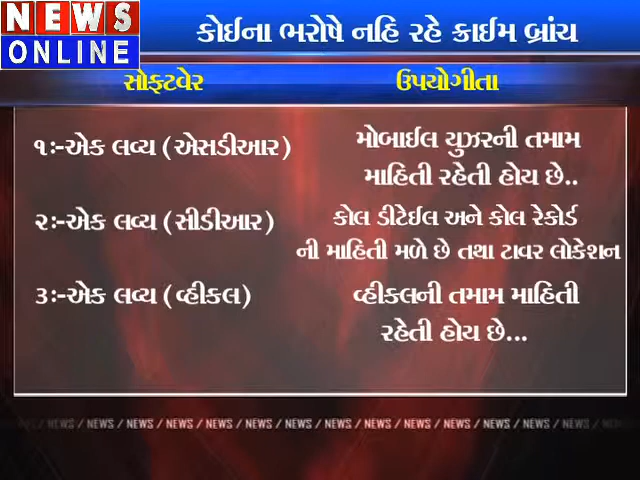 NEWS
ONLINE
કોઈના ભરોષે નહિ રહે ક્રાઈમ બ્રાંચ
સોફ્ટવેર ઉપયોગીતા
૧:-એક લવ્ય (એસડીઆર) મોબાઈલ યુઝરની તમામ
માહિતી રહેતી હોય છે..
૨:-એક લવ્ય (સીડીઆર) કોલ ડીટેઈલ અને કોલ રેકોર્ડ
ની માહિતી મળે છે તથા ટાવર લોકેશન
૩:-એક લવ્ય (વ્હીકલ) વ્હીકલની તમામ માહિતી
રહેતી હોય છે...
NEWS / NEWS / NEWS / NEWS / NEWS / NEWS / NEWS / NEWS / NEWS / NEWS / NEWS / NEWS / NEWS / NEWS